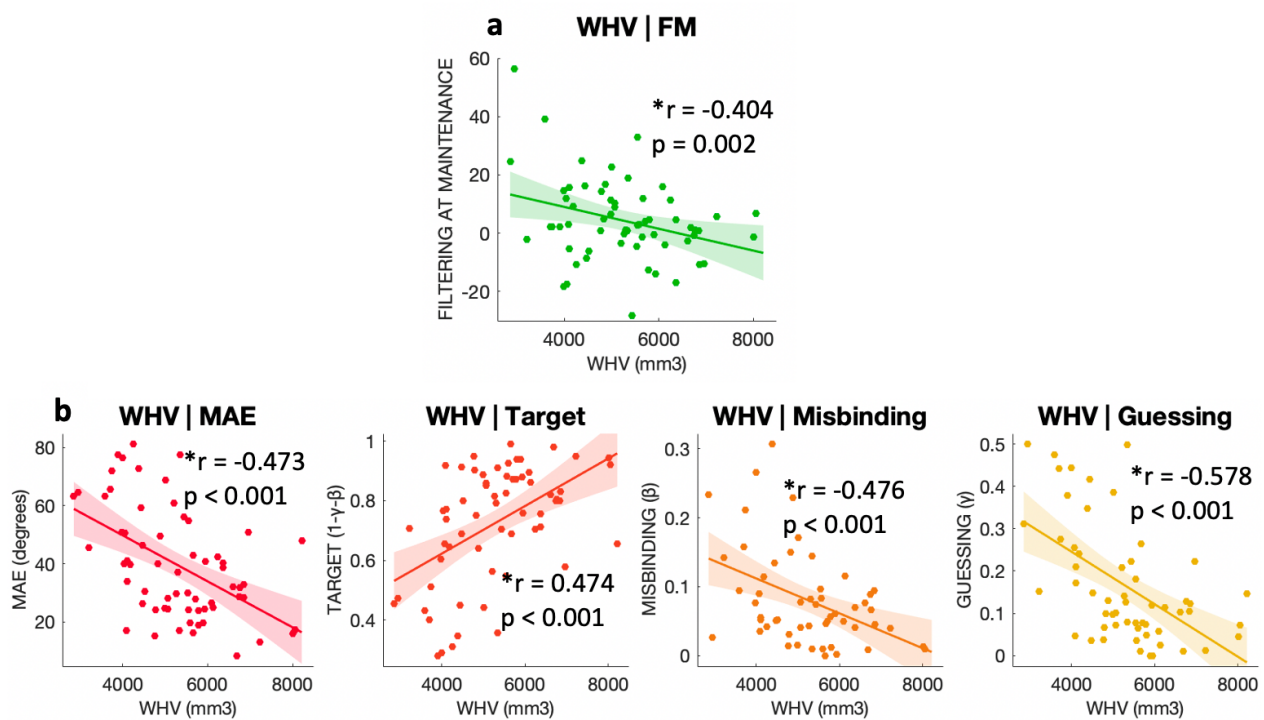 a
WHV | FM
60
40
20
0
-20
FILTERING AT MAINTENANCE
*r = -0.404
p = 0.002
4000 6000 8000
WHV (mm3)
b
WHV | MAE
80
60
40
20
MAE (degrees)
*r = -0.473
p < 0.001
4000 6000 8000
WHV (mm3)
WHV | Target
1
0.8
0.6
0.4
TARGET (1-γ-β)
*r = 0.474
p < 0.001
4000 6000 8000
WHV (mm3)
WHV | Misbinding
0.3
0.2
0.1
0
MISBINDING (β)
*r = -0.476
p < 0.001
4000 6000 8000
WHV (mm3)
WHV | Guessing
0.5
0.4
0.3
0.2
0.1
0
GUESSING (γ)
*r = -0.578
p < 0.001
4000 6000 8000
WHV (mm3)